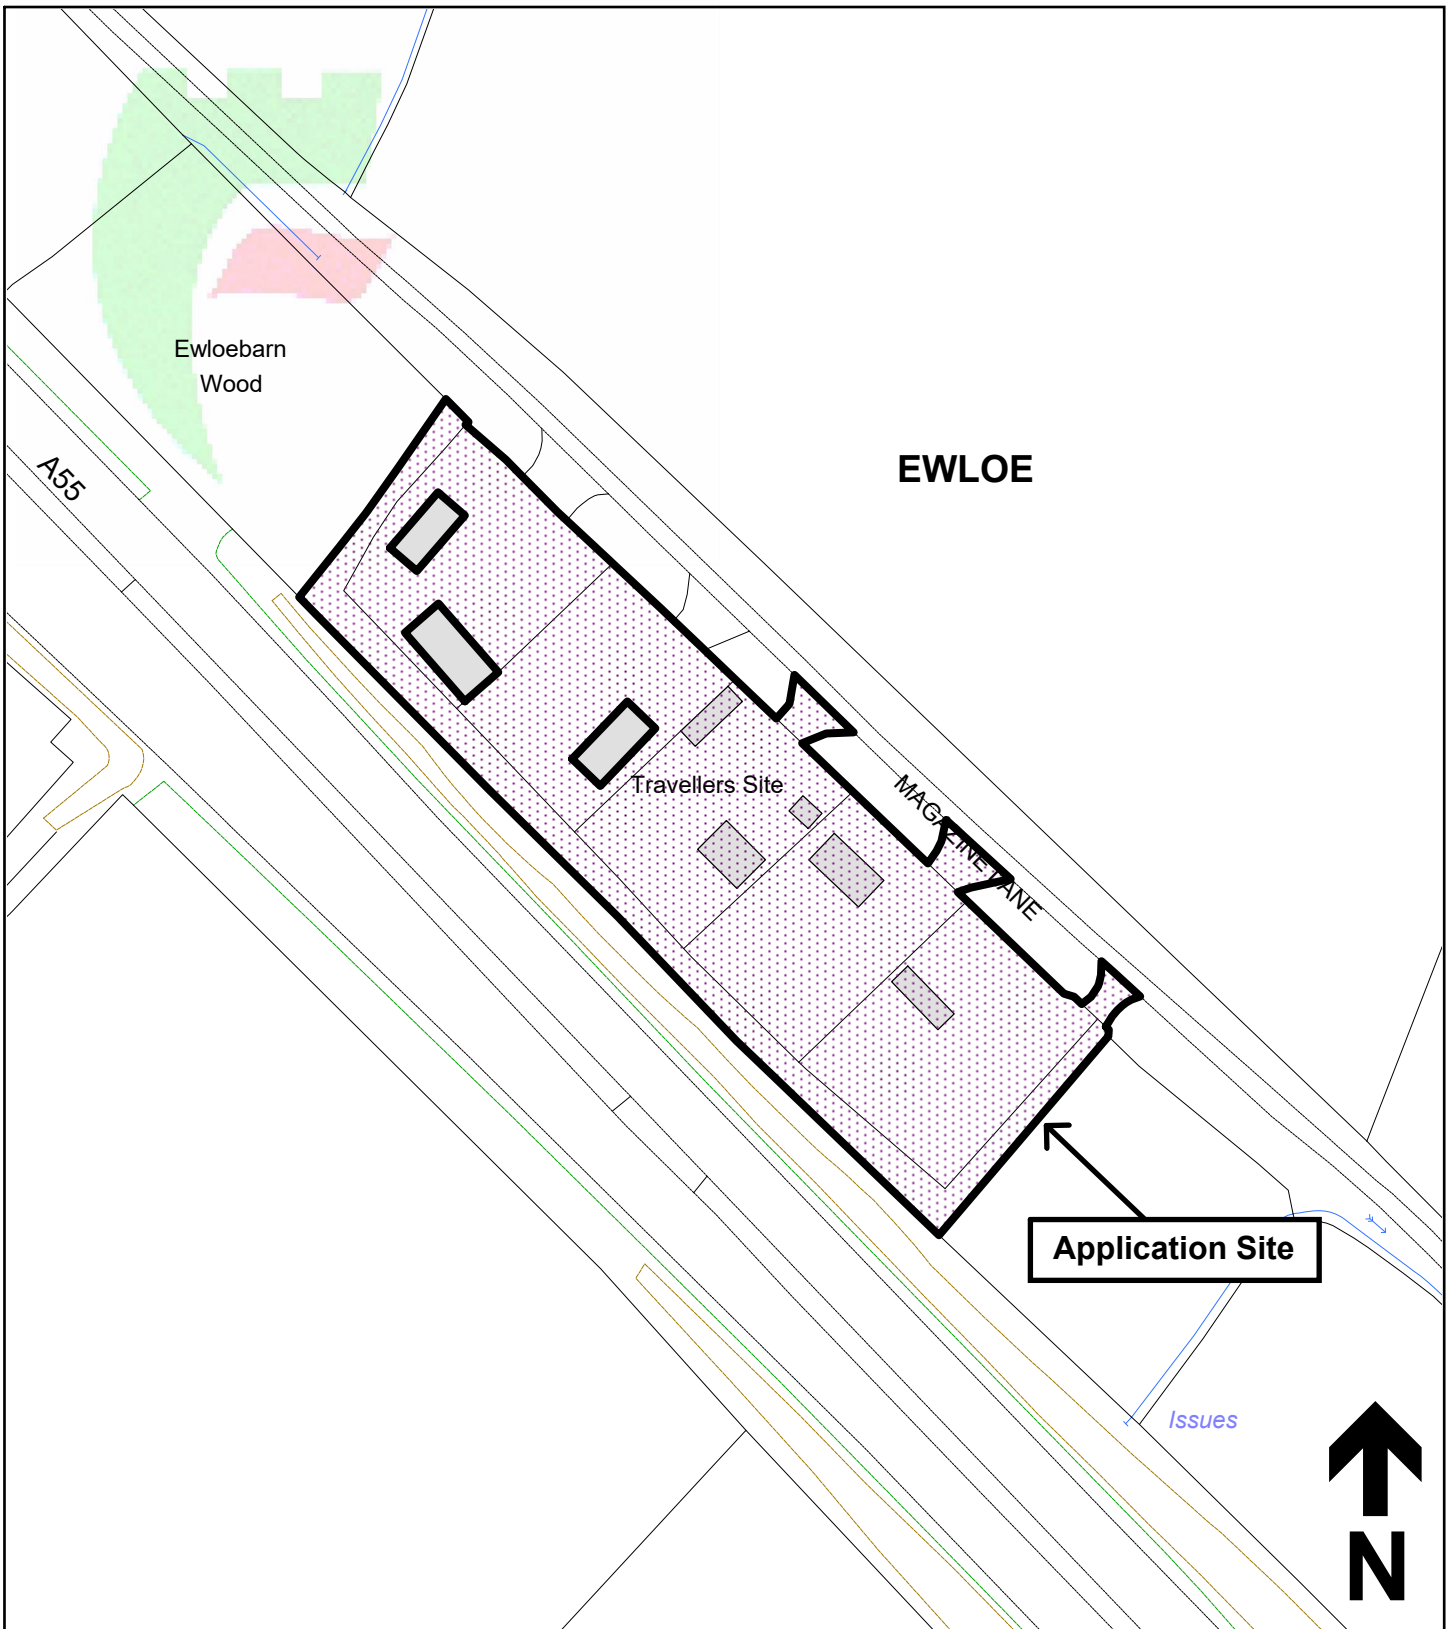 Ewloebarn
Wood
A55
EWLOE
Travellers Site
MAGAZINE LANE
Application Site
Issues
N